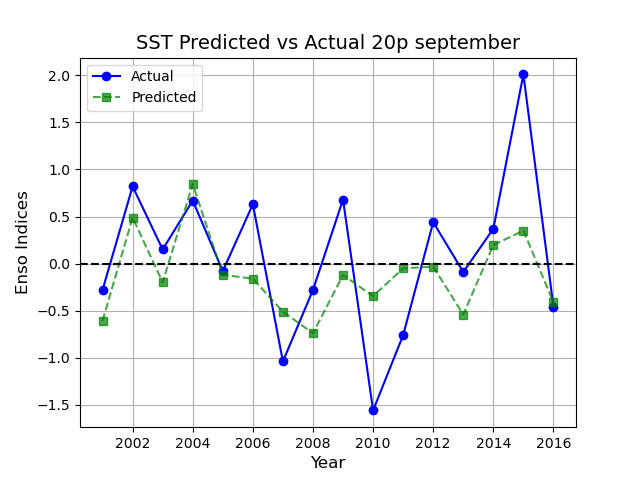 SST Predicted vs Actual 20p september
Actual
Predicted
2.0
1.5
1.0
0.5
0.0
−0.5
−1.0
−1.5
Enso Indices
2002 2004 2006 2008 2010 2012 2014 2016
Year